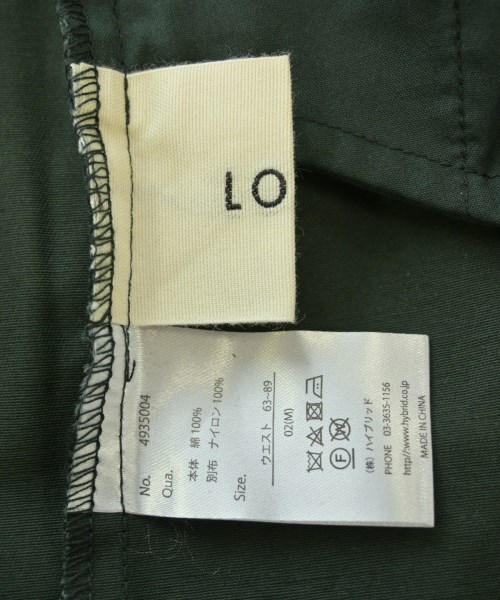 10
No. 4935004
Qua.
本体 綿 100%
別布 ナイロン 100%
Size.
ウエスト 63~89
02(M)
(株) ハイブリッド
PHONE 03-3635-1156
http//:www.hybrid.co.jp
MADE IN CHINA